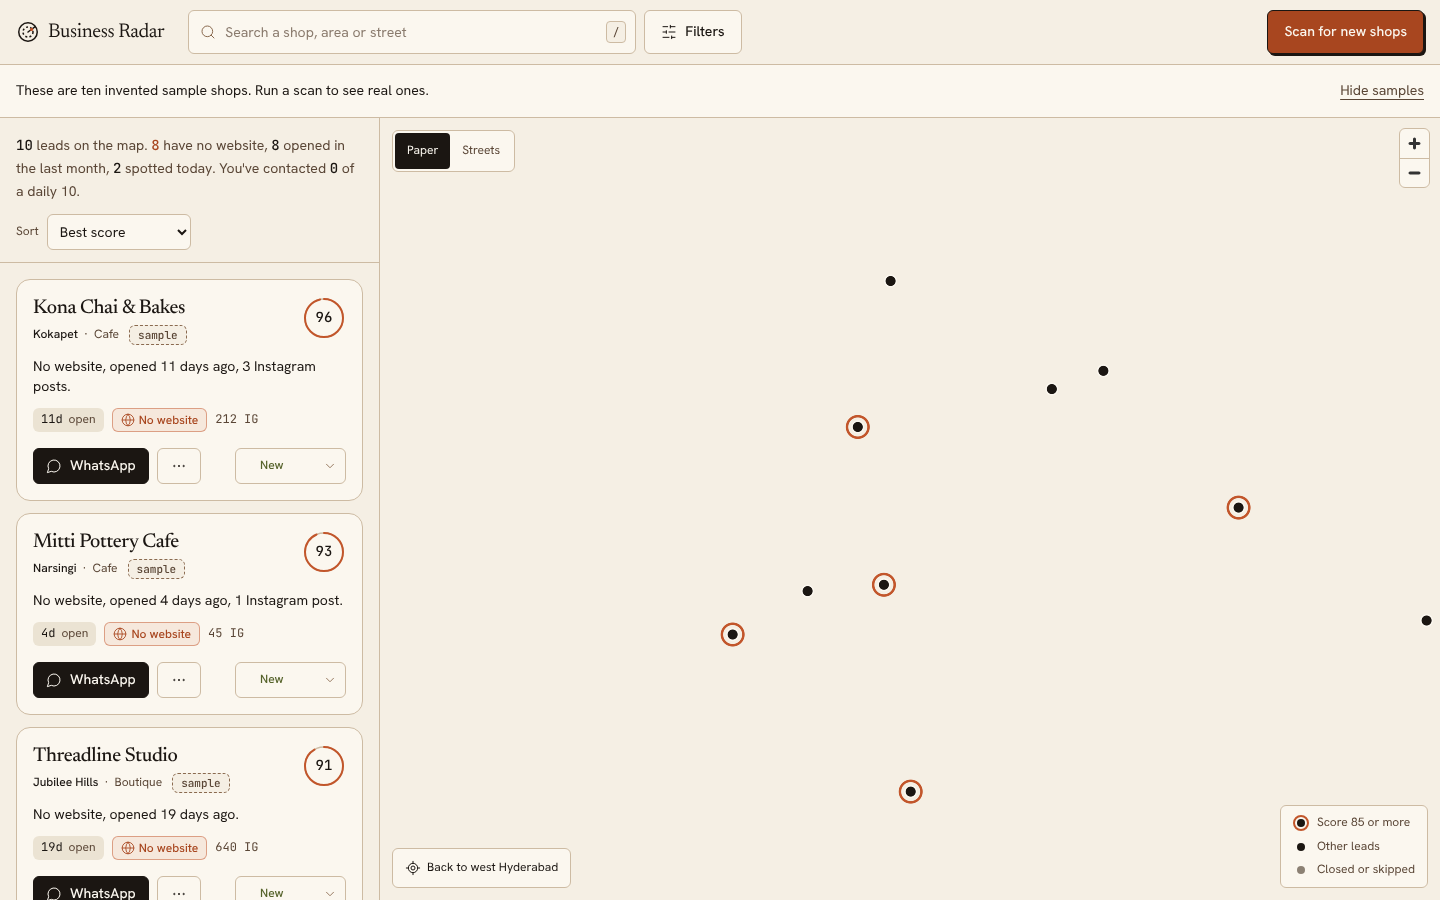 Business Radar
Search a shop, area or street
/
Filters
Scan for new shops
These are ten invented sample shops. Run a scan to see real ones.
Hide samples
10 leads on the map. 8 have no website, 8 opened in
the last month, 2 spotted today. You've contacted 0 of
a daily 10.
Sort
Best score
Paper
Streets
Kona Chai & Bakes
96
Kokapet · Cafe
sample
No website, opened 11 days ago, 3 Instagram
posts.
11d open
No website
212 IG
WhatsApp
···
New
Mitti Pottery Cafe
93
Narsingi · Cafe
sample
No website, opened 4 days ago, 1 Instagram post.
4d open
No website
45 IG
WhatsApp
···
New
Threadline Studio
91
Jubilee Hills · Boutique
sample
No website, opened 19 days ago.
19d open
No website
640 IG
WhatsApp
New
Back to west Hyderabad
Score 85 or more
Other leads
Closed or skipped